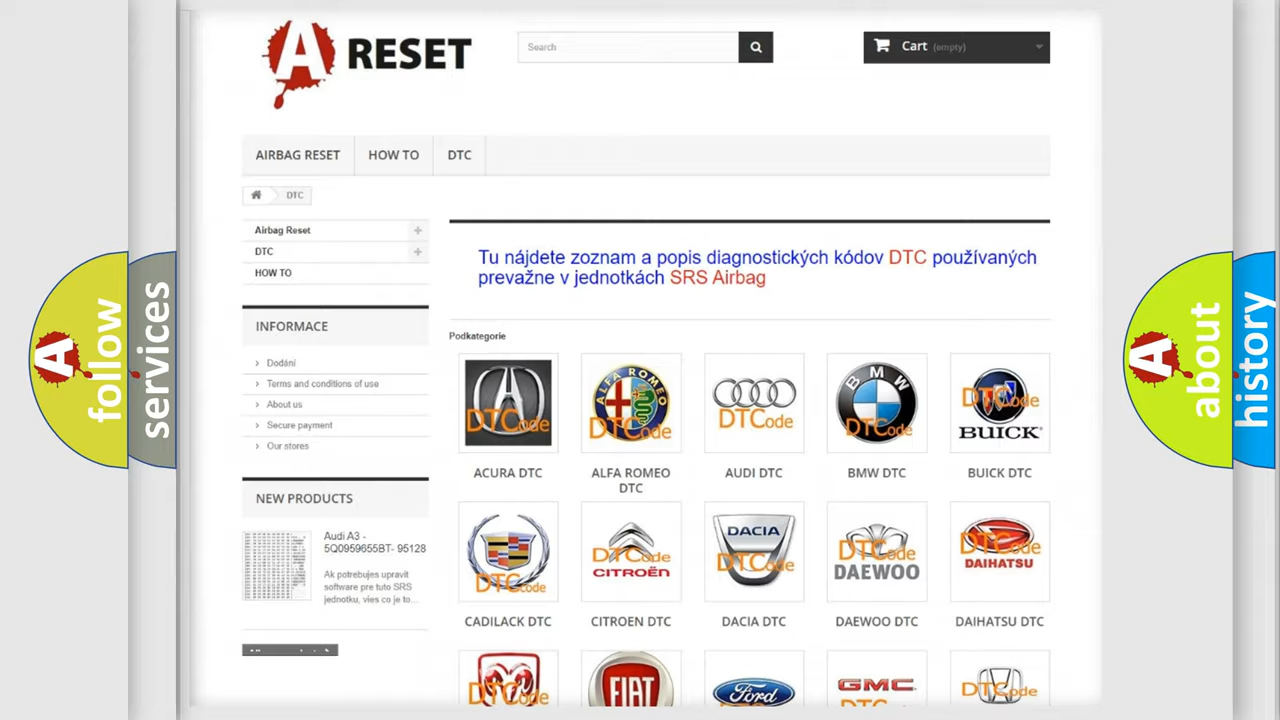 A RESET
Search
Cart (empty)
AIRBAG RESET
HOW TO
DTC
DTC
Airbag Reset
DTC
HOW TO
INFORMACE
Dodání
Terms and conditions of use
About us
Secure payment
Our stores
NEW PRODUCTS
Audi A3 -
5Q0959655BT- 95128
Ak potrebujes upravit
software pre tuto SRS
jednotku, vies co je to...
Tu nájdete zoznam a popis diagnostických kódov DTC používaných
prevažne v jednotkách SRS Airbag
Podkategorie
DTCode
ALFA ROMEO
DTCode
DTCode
BMW
DTCode
DTCode
BUICK
ACURA DTC
ALFA ROMEO
DTC
AUDI DTC
BMW DTC
BUICK DTC
DTCode
DTCode
CITROËN
DACIA
DTCode
DTCode
DAEWOO
DTCode
DAIHATSU
CADILACK DTC
CITROEN DTC
DACIA DTC
DAEWOO DTC
DAIHATSU DTC
DTCode
FIAT
Ford
GMC
DTCode
A follow
services
A about
history